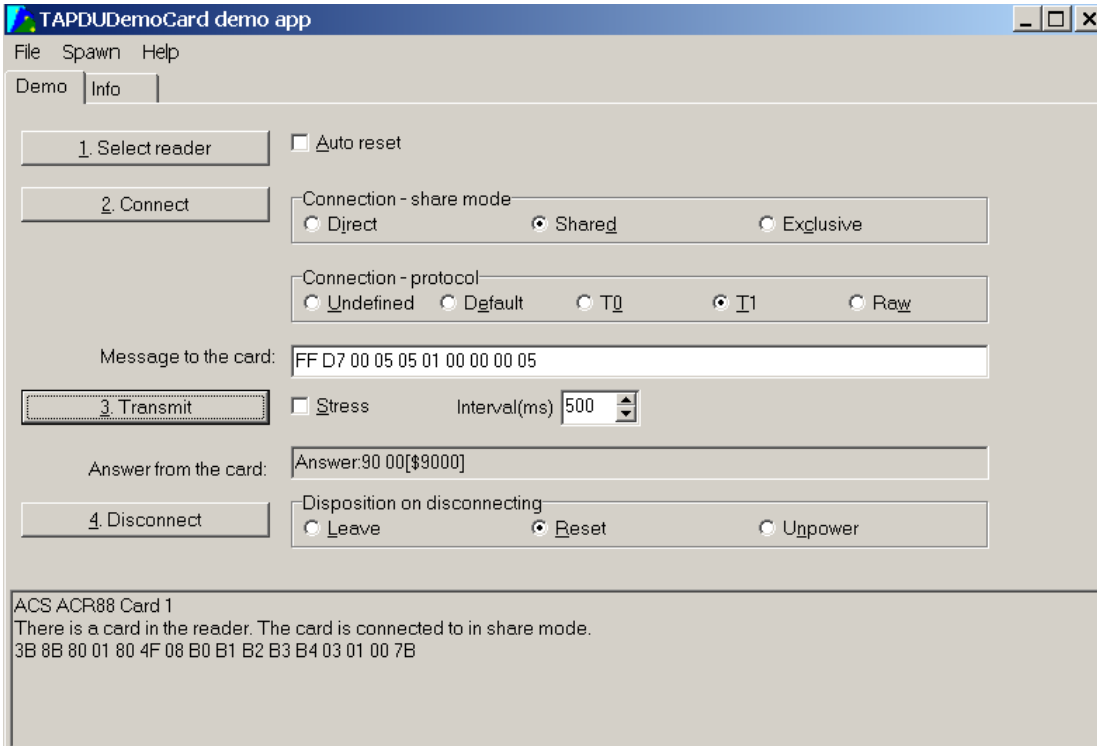 TAPDUDemoCard demo app
File Spawn Help
Demo Info
1. Select reader Auto reset
2. Connect Connection - share mode
Direct Shared Exclusive
Connection - protocol
Undefined Default T0 T1 Raw
Message to the card: FF D7 00 05 05 01 00 00 00 05
3. Transmit Stress Interval(ms) 500
Answer from the card: Answer:90 00[$9000]
4. Disconnect Disposition on disconnecting
Leave Reset Unpower
ACS ACR88 Card 1
There is a card in the reader. The card is connected to in share mode.
3B 8B 80 01 80 4F 08 B0 B1 B2 B3 B4 03 01 00 7B